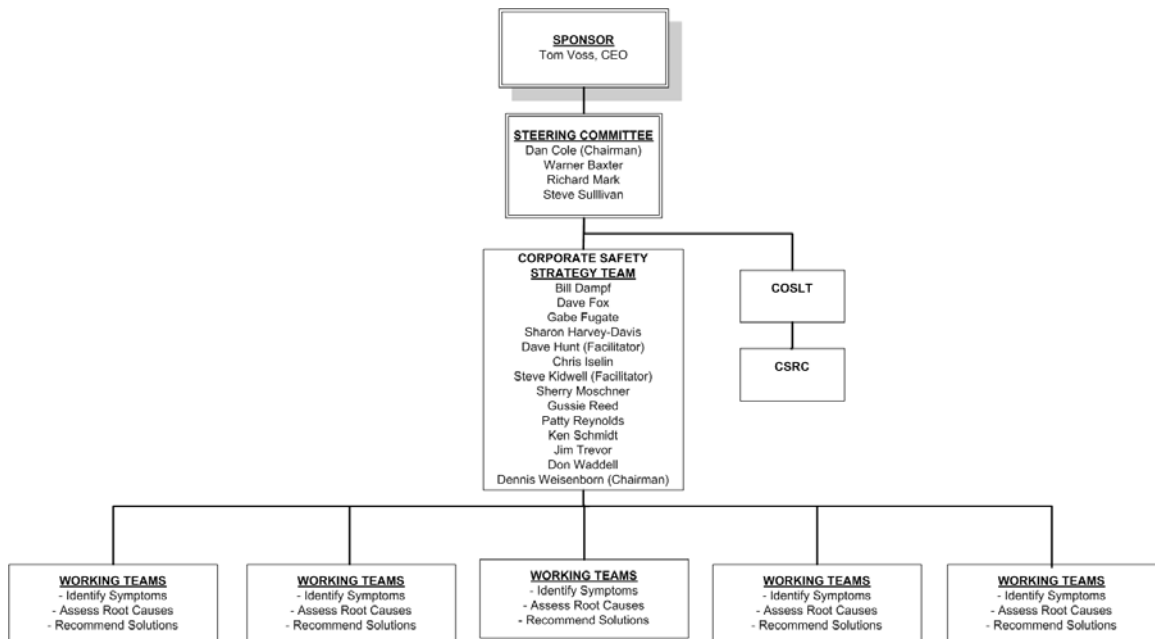 SPONSOR
Tom Voss, CEO
STEERING COMMITTEE
Dan Cole (Chairman)
Warner Baxter
Richard Mark
Steve Sulllivan
CORPORATE SAFETY
STRATEGY TEAM
Bill Dampf
Dave Fox
Gabe Fugate
Sharon Harvey-Davis
Dave Hunt (Facilitator)
Chris Iselin
Steve Kidwell (Facilitator)
Sherry Moschner
Gussie Reed
Patty Reynolds
Ken Schmidt
Jim Trevor
Don Waddell
Dennis Weisenborn (Chairman)
COSLT
CSRC
WORKING TEAMS
- Identify Symptoms
- Assess Root Causes
- Recommend Solutions
WORKING TEAMS
- Identify Symptoms
- Assess Root Causes
- Recommend Solutions
WORKING TEAMS
- Identify Symptoms
- Assess Root Causes
- Recommend Solutions
WORKING TEAMS
- Identify Symptoms
- Assess Root Causes
- Recommend Solutions
WORKING TEAMS
- Identify Symptoms
- Assess Root Causes
- Recommend Solutions